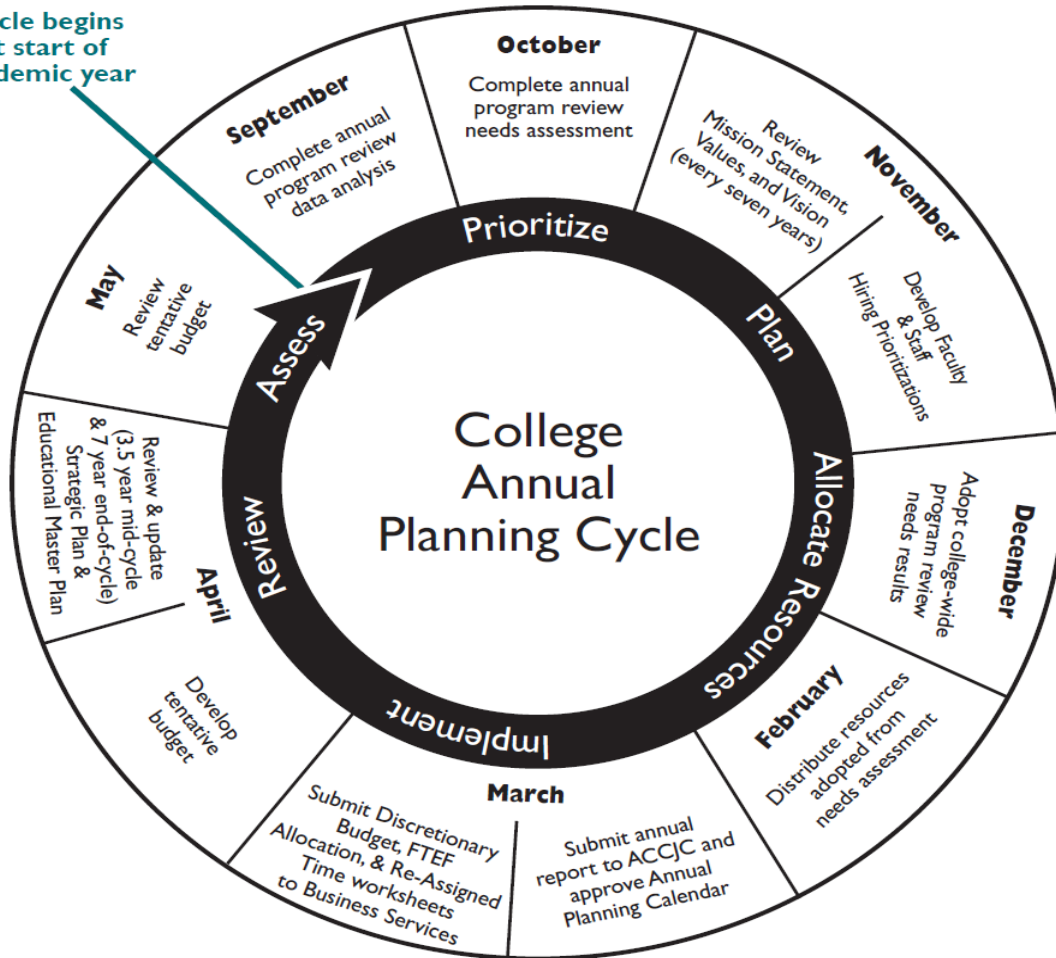 cle begins
t start of
demic year
September
Complete annual
program review
data analysis
October
Complete annual
program review
needs assessment
November
Review
Mission Statement,
Values, and Vision
(every seven years)
Develop Faculty
& Staff
Hiring Prioritizations
December
Adopt college-wide
program review
needs results
February
Distribute resources
adopted from
needs assessment
March
Submit annual
report to ACCJC and
approve Annual
Planning Calendar
Submit Discretionary
Budget, FTEF
Allocation, & Re-Assigned
Time worksheets
to Business Services
April
Develop
tentative
budget
Review & update
(3.5 year mid-cycle
& 7 year end-of-cycle)
Strategic Plan &
Educational Master Plan
May
Review
tentative
budget
Assess
Prioritize
Plan
Allocate Resources
Implement
Review
College
Annual
Planning Cycle